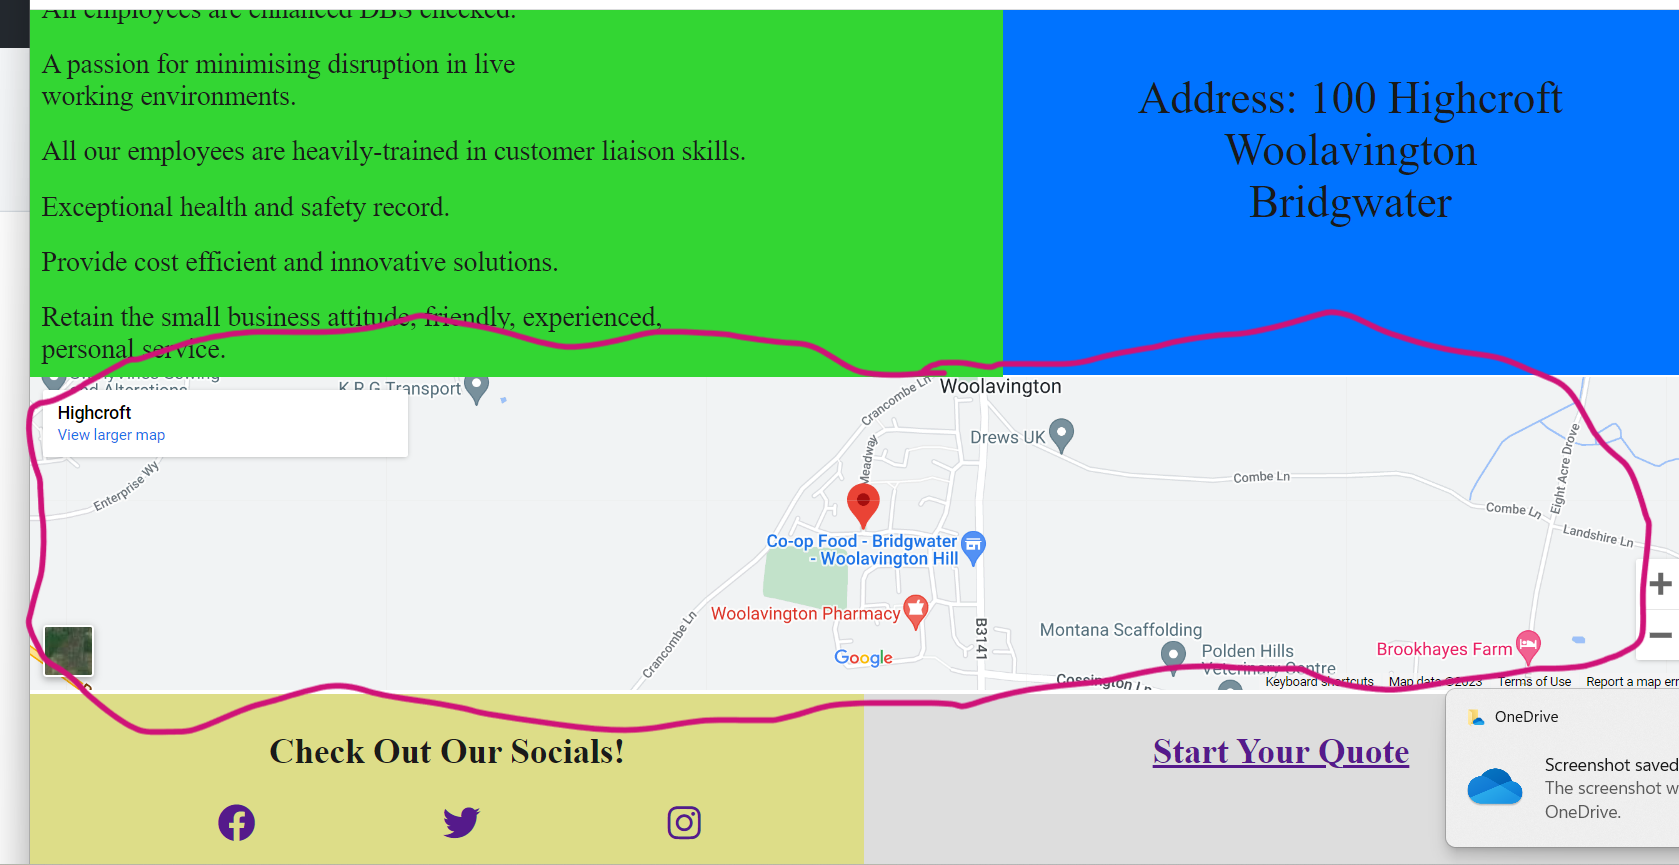 All employees are enhanced DBS checked.
A passion for minimising disruption in live
working environments.
All our employees are heavily-trained in customer liaison skills.
Exceptional health and safety record.
Provide cost efficient and innovative solutions.
Retain the small business attitude, friendly, experienced,
personal service.
Address: 100 Highcroft
Woolavington
Bridgwater
and Alterations
K.R.G Transport
Highcroft
View larger map
Enterprise Wy
Crancombe Ln
Woolavington
Meadway
Drews UK
Combe Ln
Eight Acre Drove
Combe Ln
Landshire Ln
Co-op Food - Bridgwater
- Woolavington Hill
Woolavington Pharmacy
Crancombe Ln
B3141
Google
Montana Scaffolding
Polden Hills
Veterinary Centre
Brookhayes Farm
Cossington Ln
+
−
Keyboard shortcuts
Map data ©2023
Terms of Use
Report a map err
Check Out Our Socials!
Start Your Quote
OneDrive
Screenshot saved
The screenshot w
OneDrive.